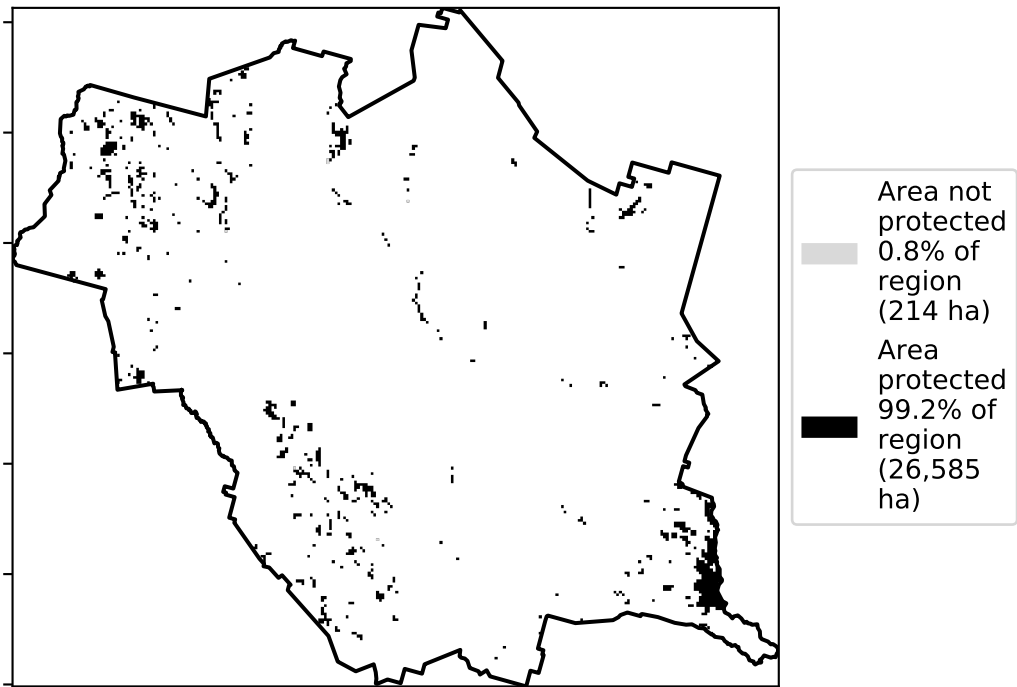 Area not
protected
0.8% of
region
(214 ha)
Area
protected
99.2% of
region
(26,585
ha)